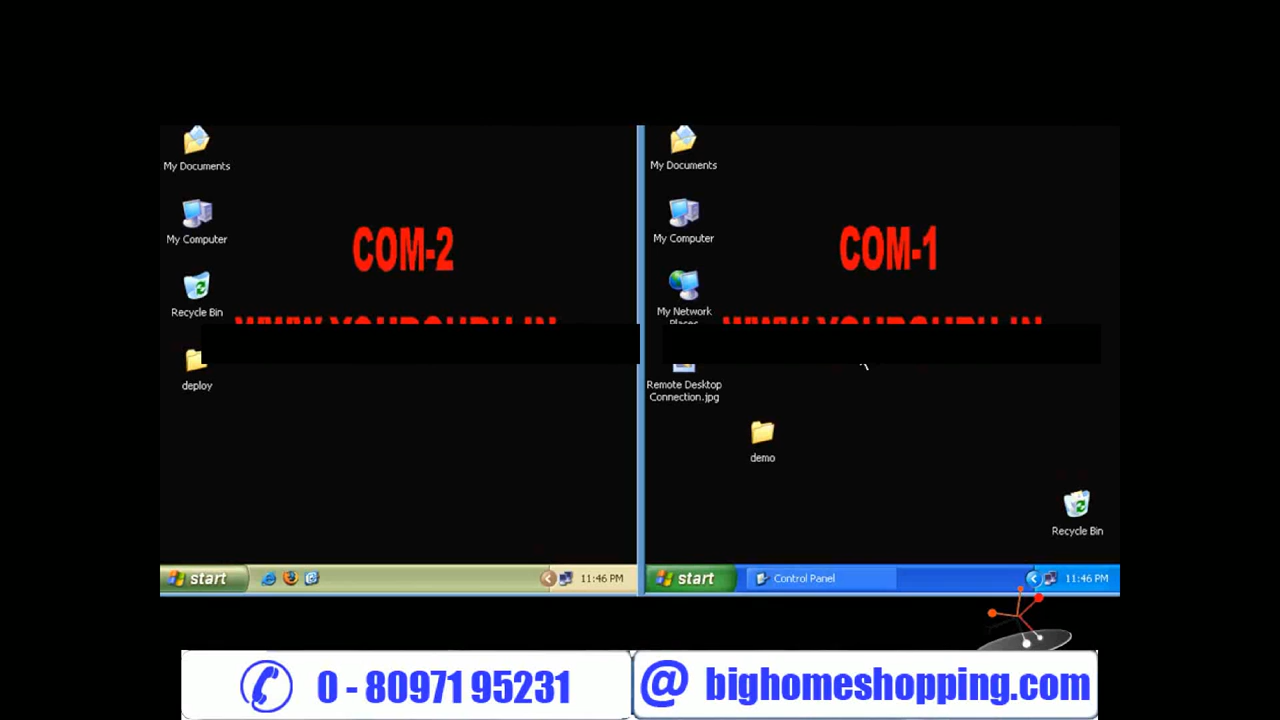 My Documents
My Computer
Recycle Bin
deploy
COM-2
start
11:46 PM
My Documents
My Computer
My Network
Places
Remote Desktop
Connection.jpg
demo
COM-1
Recycle Bin
start
Control Panel
11:46 PM
0 - 80971 95231
@ bighomeshopping.com